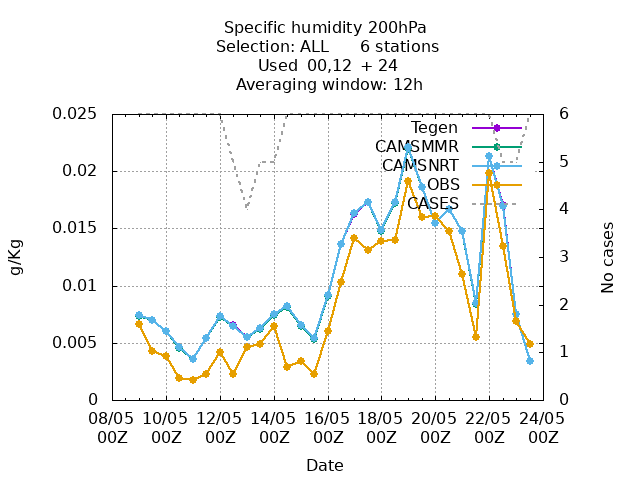 Specific humidity 200hPa
Selection: ALL 6 stations
Used 00,12 + 24
Averaging window: 12h
Tegen
CAMSMMR
CAMSNRT
OBS
CASES
0.025
0.02
0.015
0.01
0.005
0
g/Kg
6
5
4
3
2
1
0
No cases
08/05 10/05 12/05 14/05 16/05 18/05 20/05 22/05 24/05
00Z 00Z 00Z 00Z 00Z 00Z 00Z 00Z 00Z
Date